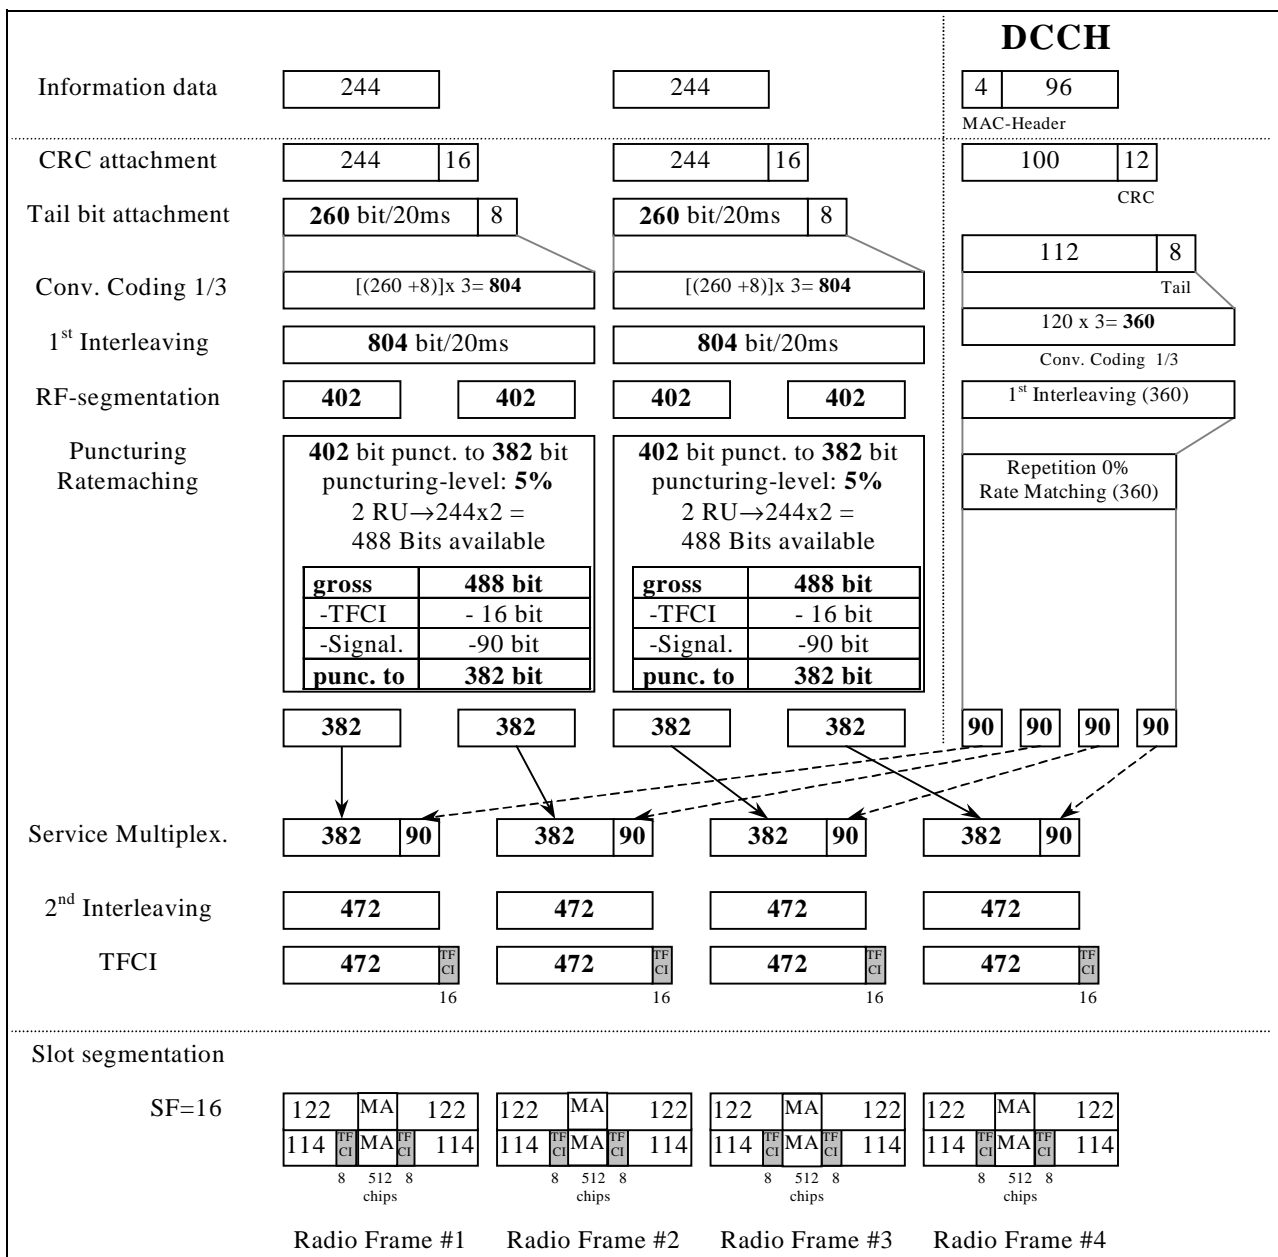 DCCH
Information data 244 244 4 96
MAC-Header
CRC attachment 244 16 244 16 100 12
CRC
Tail bit attachment 260 bit/20ms 8 260 bit/20ms 8
112 8
Tail
Conv. Coding 1/3 [(260 +8)]x 3= 804 [(260 +8)]x 3= 804
120 x 3= 360
Conv. Coding 1/3
1st Interleaving 804 bit/20ms 804 bit/20ms
RF-segmentation 402 402 402 402 1st Interleaving (360)
Puncturing
Ratemaching
402 bit punct. to 382 bit
puncturing-level: 5%
2 RU→244x2 =
488 Bits available
gross 488 bit
-TFCI - 16 bit
-Signal. -90 bit
punc. to 382 bit
402 bit punct. to 382 bit
puncturing-level: 5%
2 RU→244x2 =
488 Bits available
gross 488 bit
-TFCI - 16 bit
-Signal. -90 bit
punc. to 382 bit
Repetition 0%
Rate Matching (360)
382 382 382 382 90 90 90 90
Service Multiplex. 382 90 382 90 382 90 382 90
2nd Interleaving 472 472 472 472
TFCI 472 TF CI 472 TF CI 472 TF CI 472 TF CI
16 16 16 16
Slot segmentation
SF=16 122 MA 122 122 MA 122 122 MA 122 122 MA 122
114 TF CI MA TF CI 114 114 TF CI MA TF CI 114 114 TF CI MA TF CI 114 114 TF CI MA TF CI 114
8 512 8 8 512 8 8 512 8 8 512 8
chips chips chips chips
Radio Frame #1 Radio Frame #2 Radio Frame #3 Radio Frame #4